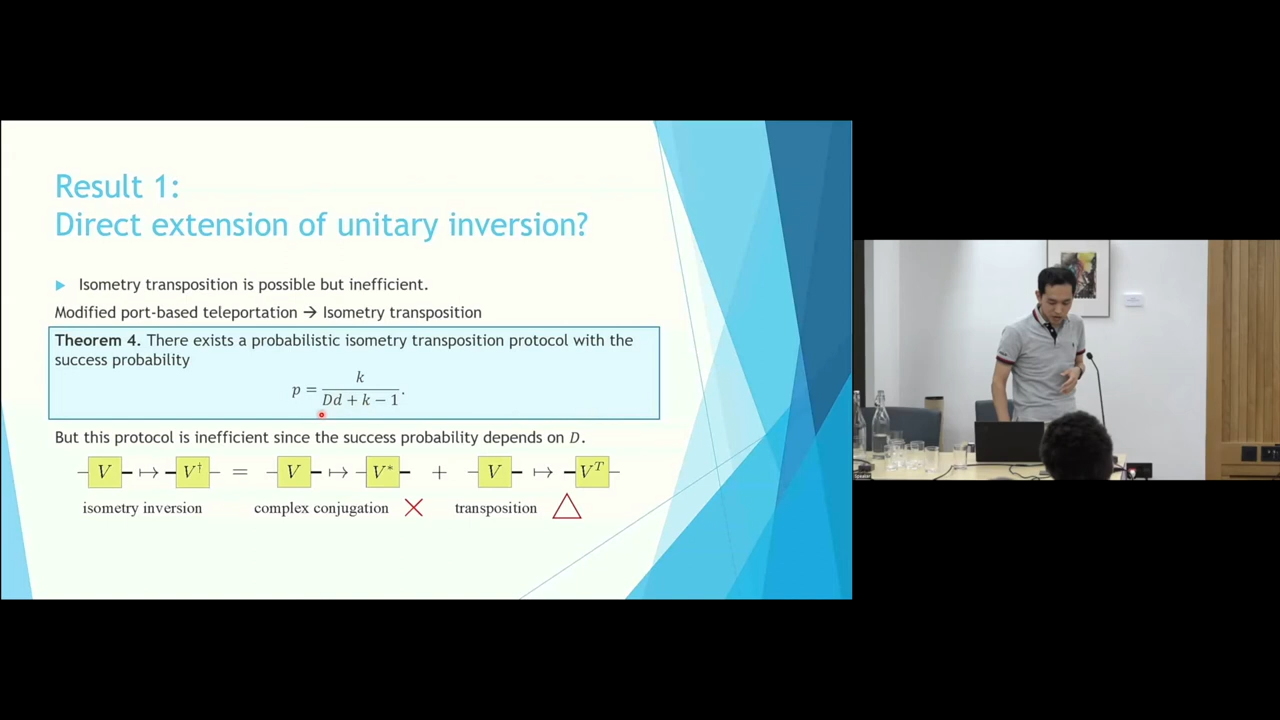 Result 1:
Direct extension of unitary inversion?
Isometry transposition is possible but inefficient.
Modified port-based teleportation → Isometry transposition
Theorem 4. There exists a probabilistic isometry transposition protocol with the
success probability
p = k / (Dd + k − 1).
But this protocol is inefficient since the success probability depends on D.
V ↦ V† = V ↦ V* + V ↦ V^T
isometry inversion complex conjugation × transposition △